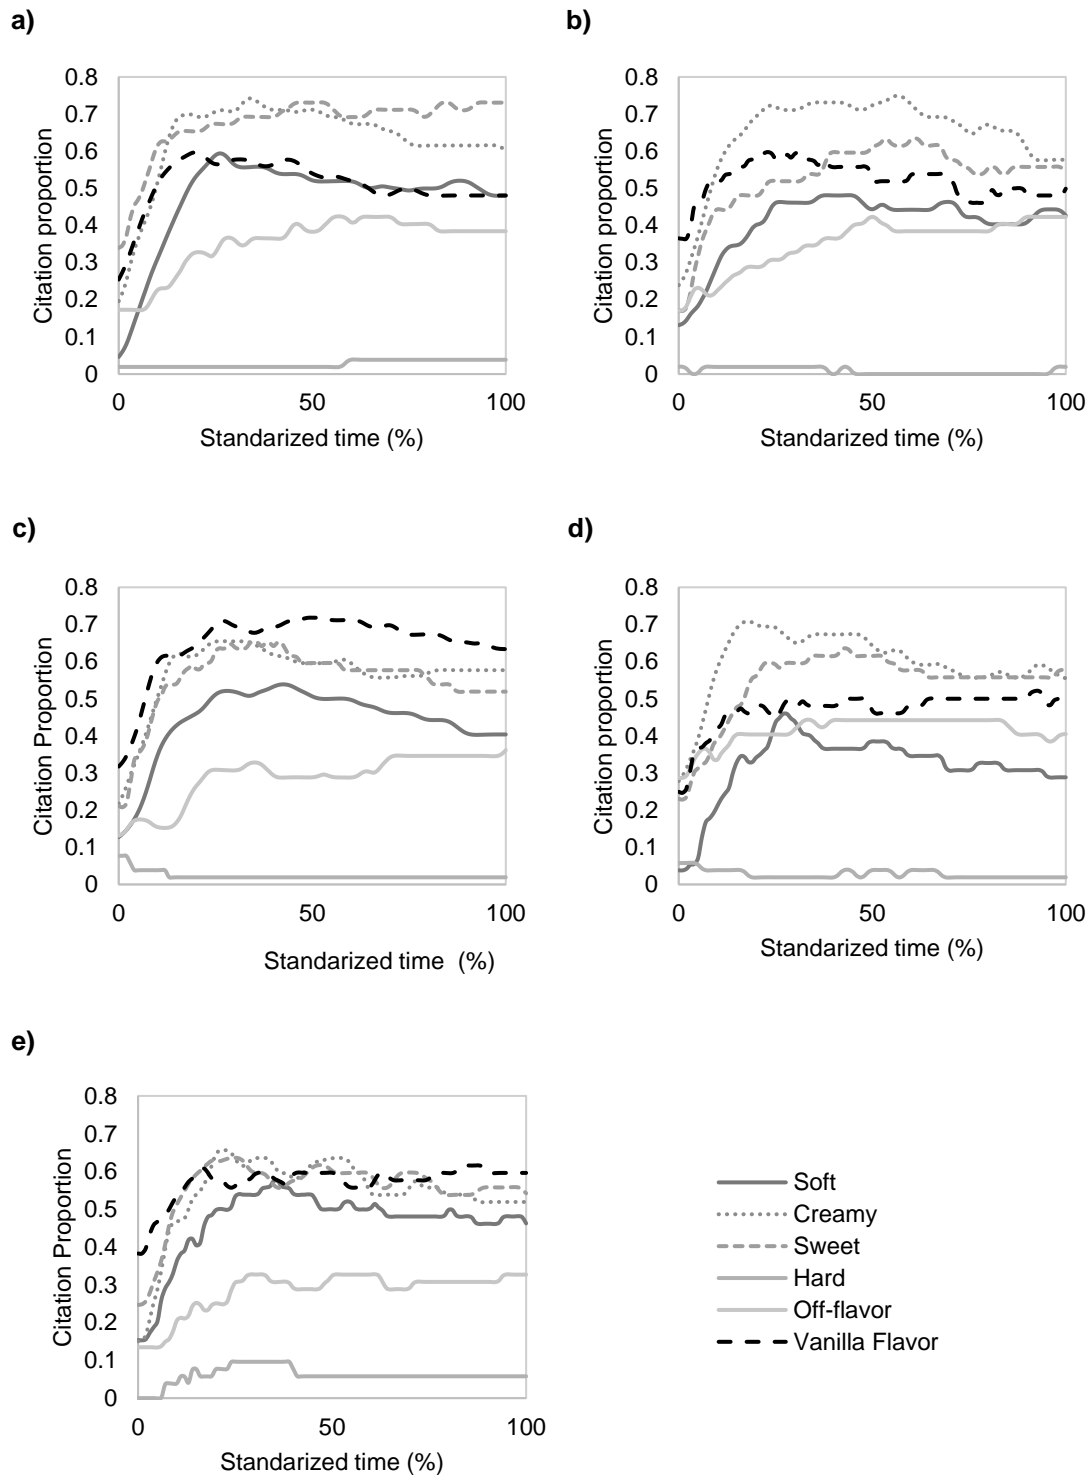 a)
0.8
0.7
0.6
0.5
0.4
0.3
0.2
0.1
0
Citation proportion
0 50 100
Standarized time (%)
b)
0.8
0.7
0.6
0.5
0.4
0.3
0.2
0.1
0
Citation proportion
0 50 100
Standarized time (%)
c)
0.8
0.7
0.6
0.5
0.4
0.3
0.2
0.1
0
Citation Proportion
0 50 100
Standarized time (%)
d)
0.8
0.7
0.6
0.5
0.4
0.3
0.2
0.1
0
Citation proportion
0 50 100
Standarized time (%)
e)
0.8
0.7
0.6
0.5
0.4
0.3
0.2
0.1
0
Citation Proportion
0 50 100
Standarized time (%)
Soft
Creamy
Sweet
Hard
Off-flavor
Vanilla Flavor